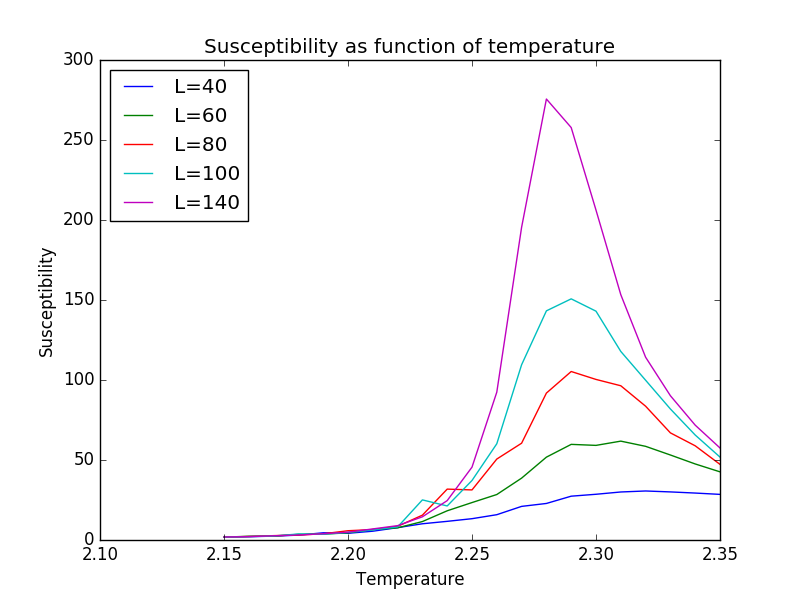 Susceptibility as function of temperature
300
250
200
150
100
50
0
Susceptibility
L=40
L=60
L=80
L=100
L=140
2.10
2.15
2.20
2.25
2.30
2.35
Temperature